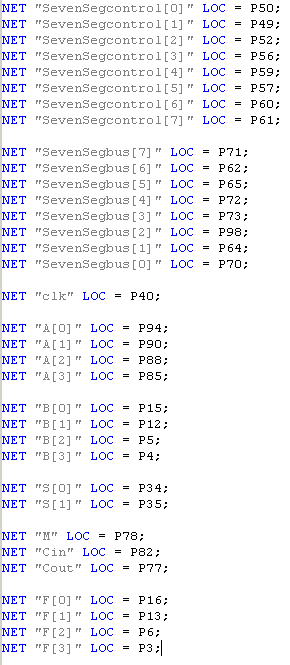 NET "SevenSegcontrol[0]" LOC = P50;
NET "SevenSegcontrol[1]" LOC = P49;
NET "SevenSegcontrol[2]" LOC = P52;
NET "SevenSegcontrol[3]" LOC = P56;
NET "SevenSegcontrol[4]" LOC = P59;
NET "SevenSegcontrol[5]" LOC = P57;
NET "SevenSegcontrol[6]" LOC = P60;
NET "SevenSegcontrol[7]" LOC = P61;
NET "SevenSegbus[7]" LOC = P71;
NET "SevenSegbus[6]" LOC = P62;
NET "SevenSegbus[5]" LOC = P65;
NET "SevenSegbus[4]" LOC = P72;
NET "SevenSegbus[3]" LOC = P73;
NET "SevenSegbus[2]" LOC = P98;
NET "SevenSegbus[1]" LOC = P64;
NET "SevenSegbus[0]" LOC = P70;
NET "clk" LOC = P40;
NET "A[0]" LOC = P94;
NET "A[1]" LOC = P90;
NET "A[2]" LOC = P88;
NET "A[3]" LOC = P85;
NET "B[0]" LOC = P15;
NET "B[1]" LOC = P12;
NET "B[2]" LOC = P5;
NET "B[3]" LOC = P4;
NET "S[0]" LOC = P34;
NET "S[1]" LOC = P35;
NET "M" LOC = P78;
NET "Cin" LOC = P82;
NET "Cout" LOC = P77;
NET "F[0]" LOC = P16;
NET "F[1]" LOC = P13;
NET "F[2]" LOC = P6;
NET "F[3]" LOC = P3;